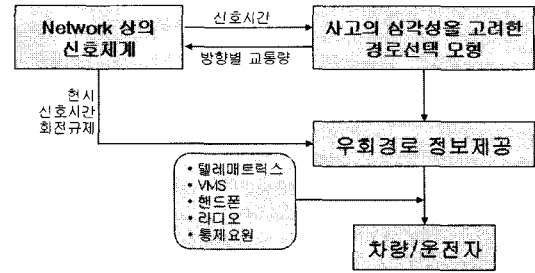 Network 상의
신호체계
신호시간
방향별 교통량
사고의 심각성을 고려한
경로선택 모형
현시
신호시간
회전규제
우회경로 정보제공
• 텔레매트릭스
• VMS
• 핸드폰
• 라디오
• 통제요원
차량/운전자